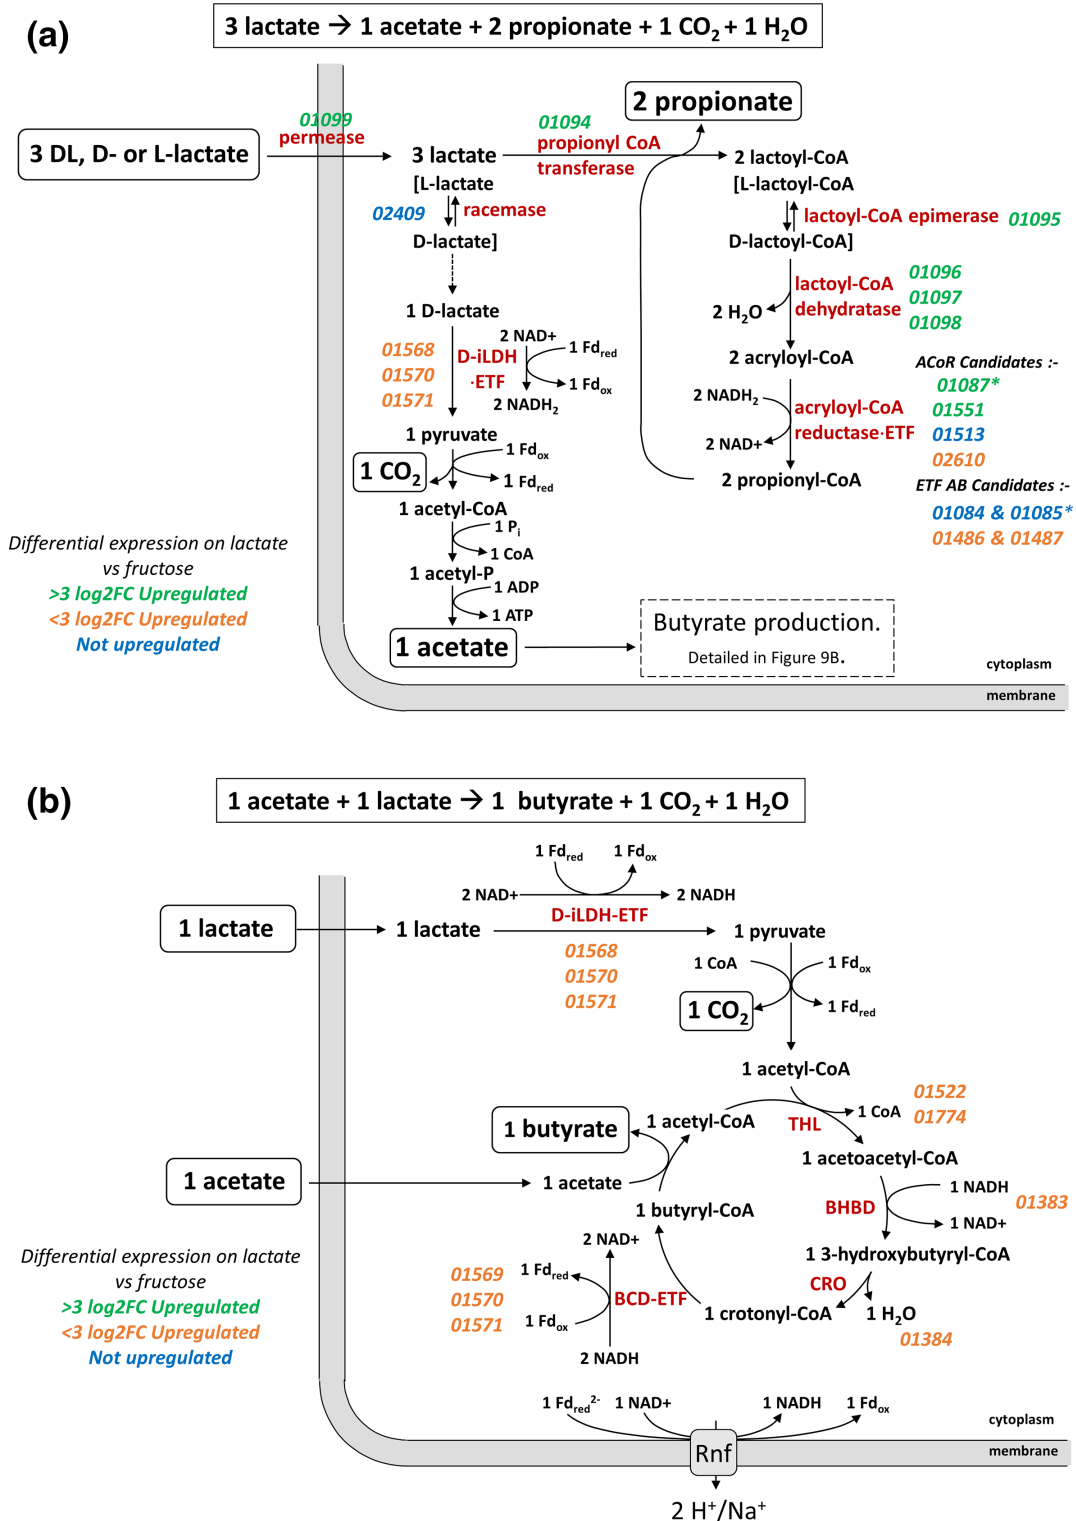 (a)
3 lactate → 1 acetate + 2 propionate + 1 CO2 + 1 H2O
2 propionate
01099
permease
01094
propionyl CoA
transferase
3 DL, D- or L-lactate
3 lactate
2 lactoyl-CoA
[L-lactate
[L-lactoyl-CoA
02409
racemase
lactoyl-CoA epimerase
01095
D-lactate]
D-lactoyl-CoA]
01096
lactoyl-CoA
01097
dehydratase
01098
2 H2O
1 D-lactate
2 NAD+
01568
D-iLDH
1 Fdred
01570
·ETF
1 Fdox
01571
2 NADH2
2 acryloyl-CoA
ACoR Candidates :-
01087*
2 NADH2
acryloyl-CoA
01551
reductase·ETF
01513
2 NAD+
02610
1 pyruvate
1 Fdox
1 CO2
1 Fdred
2 propionyl-CoA
ETF AB Candidates :-
01084 & 01085*
01486 & 01487
1 acetyl-CoA
1 Pi
1 CoA
1 acetyl-P
1 ADP
1 ATP
1 acetate
Differential expression on lactate
vs fructose
>3 log2FC Upregulated
<3 log2FC Upregulated
Not upregulated
Butyrate production.
Detailed in Figure 9B.
cytoplasm
membrane
(b)
1 acetate + 1 lactate → 1 butyrate + 1 CO2 + 1 H2O
1 Fdred
1 Fdox
2 NAD+
2 NADH
D-iLDH-ETF
1 lactate
1 lactate
1 pyruvate
01568
01570
01571
1 CoA
1 Fdox
1 CO2
1 Fdred
1 acetyl-CoA
01522
1 CoA
01774
1 butyrate
1 acetyl-CoA
THL
1 acetoacetyl-CoA
1 acetate
1 acetate
1 NADH
01383
BHBD
1 NAD+
1 butyryl-CoA
2 NAD+
1 3-hydroxybutyryl-CoA
01569
1 Fdred
CRO
01570
BCD-ETF
01571
1 Fdox
1 crotonyl-CoA
1 H2O
01384
2 NADH
Differential expression on lactate
vs fructose
>3 log2FC Upregulated
<3 log2FC Upregulated
Not upregulated
1 Fdred2-
1 NAD+
1 NADH
1 Fdox
cytoplasm
membrane
Rnf
2 H+/Na+